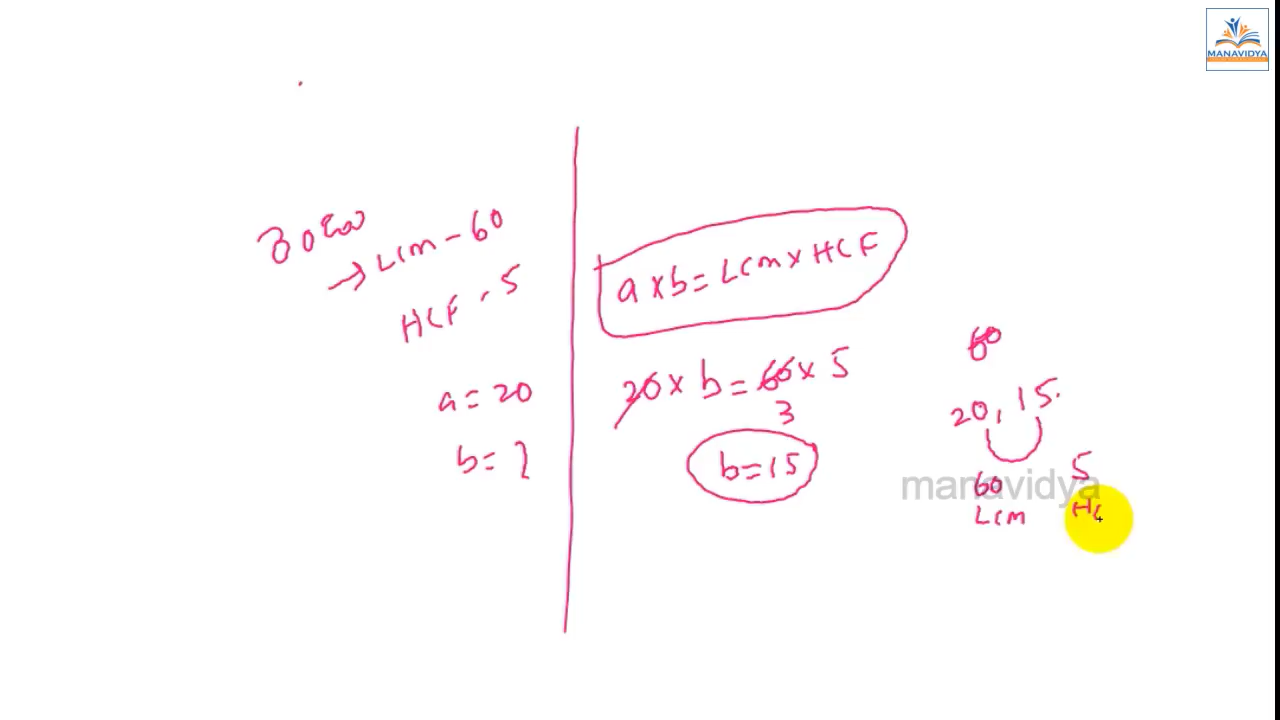 MANAVIDYA
→ LCM - 60
HCF - 5
a = 20
b = ?
a x b = LCM x HCF
20 x b = 60 x 5
3
b = 15
60
20, 15.
60 5
LCM HC
manavidya